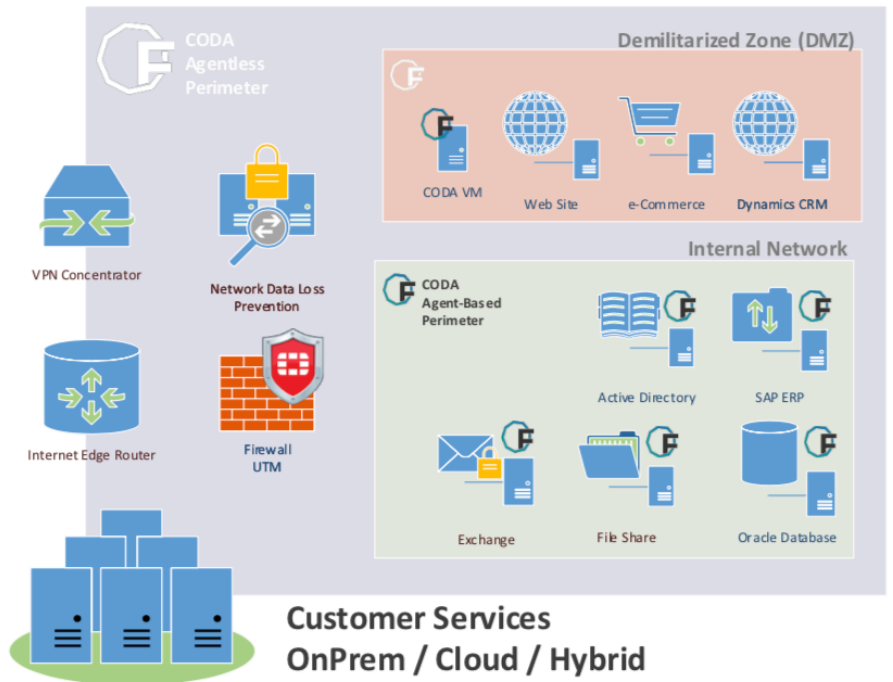 CODA
Agentless
Perimeter
Demilitarized Zone (DMZ)
CODA VM
Web Site
e-Commerce
Dynamics CRM
VPN Concentrator
Network Data Loss
Prevention
Internal Network
CODA
Agent-Based
Perimeter
Active Directory
SAP ERP
Internet Edge Router
Firewall
UTM
Exchange
File Share
Oracle Database
Customer Services
OnPrem / Cloud / Hybrid